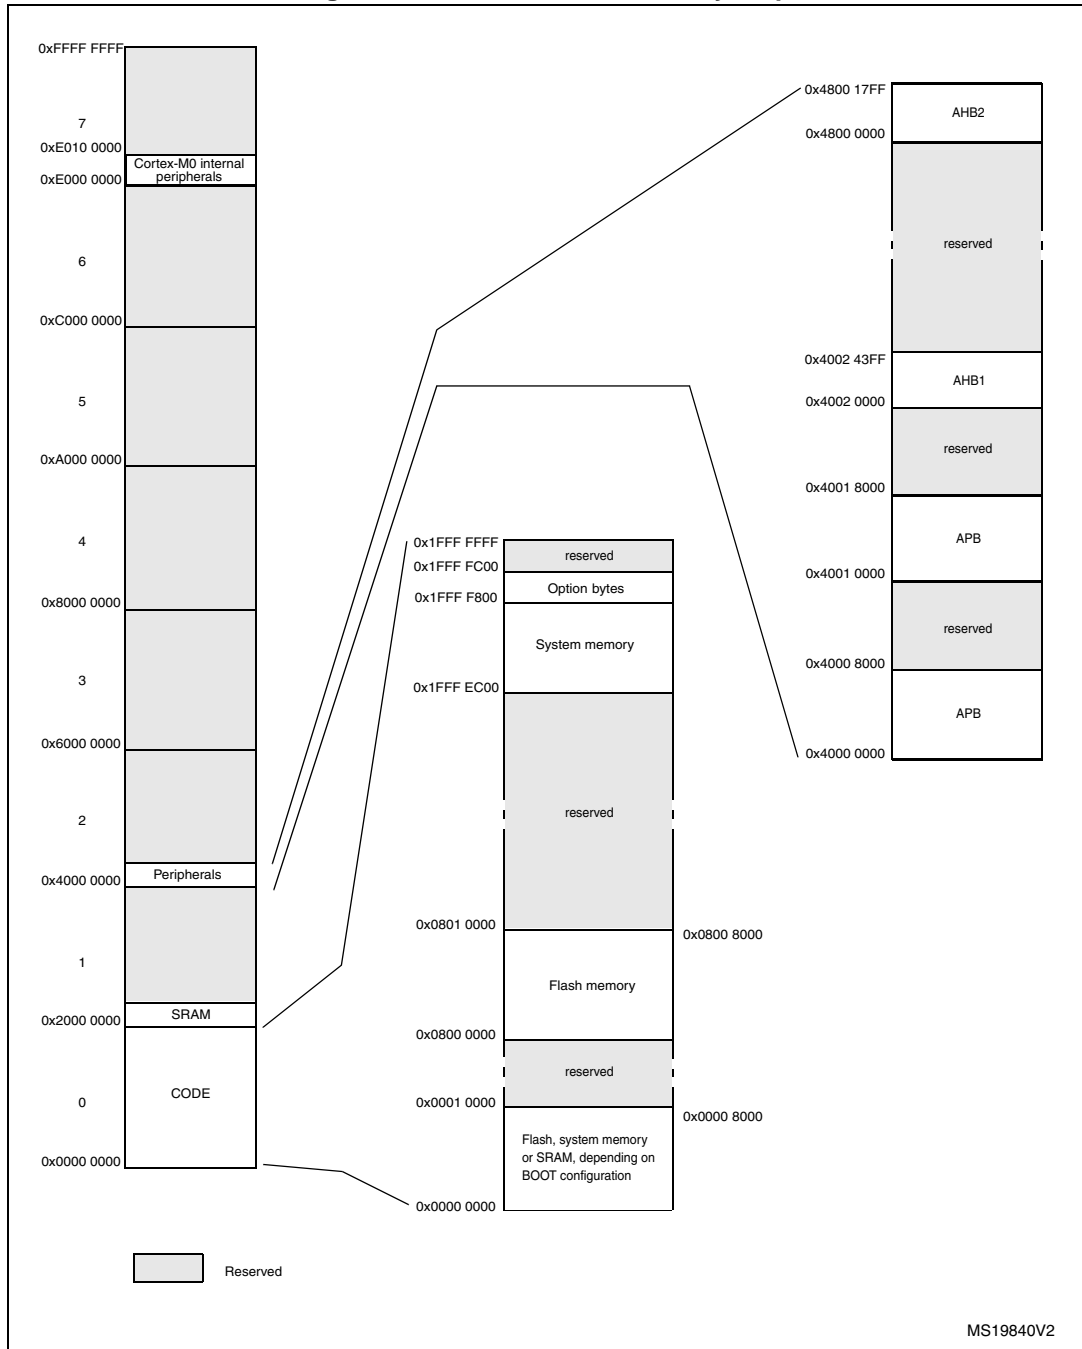 0xFFFF FFFF
7
0xE010 0000
Cortex-M0 internal
peripherals
0xE000 0000
6
0xC000 0000
5
0xA000 0000
4
0x8000 0000
3
0x6000 0000
2
Peripherals
0x4000 0000
1
SRAM
0x2000 0000
CODE
0
0x0000 0000
0x1FFF FFFF
reserved
0x1FFF FC00
Option bytes
0x1FFF F800
System memory
0x1FFF EC00
reserved
0x0801 0000
0x0800 8000
Flash memory
0x0800 0000
reserved
0x0001 0000
0x0000 8000
Flash, system memory
or SRAM, depending on
BOOT configuration
0x0000 0000
0x4800 17FF
AHB2
0x4800 0000
reserved
0x4002 43FF
AHB1
0x4002 0000
reserved
0x4001 8000
APB
0x4001 0000
reserved
0x4000 8000
APB
0x4000 0000
Reserved
MS19840V2